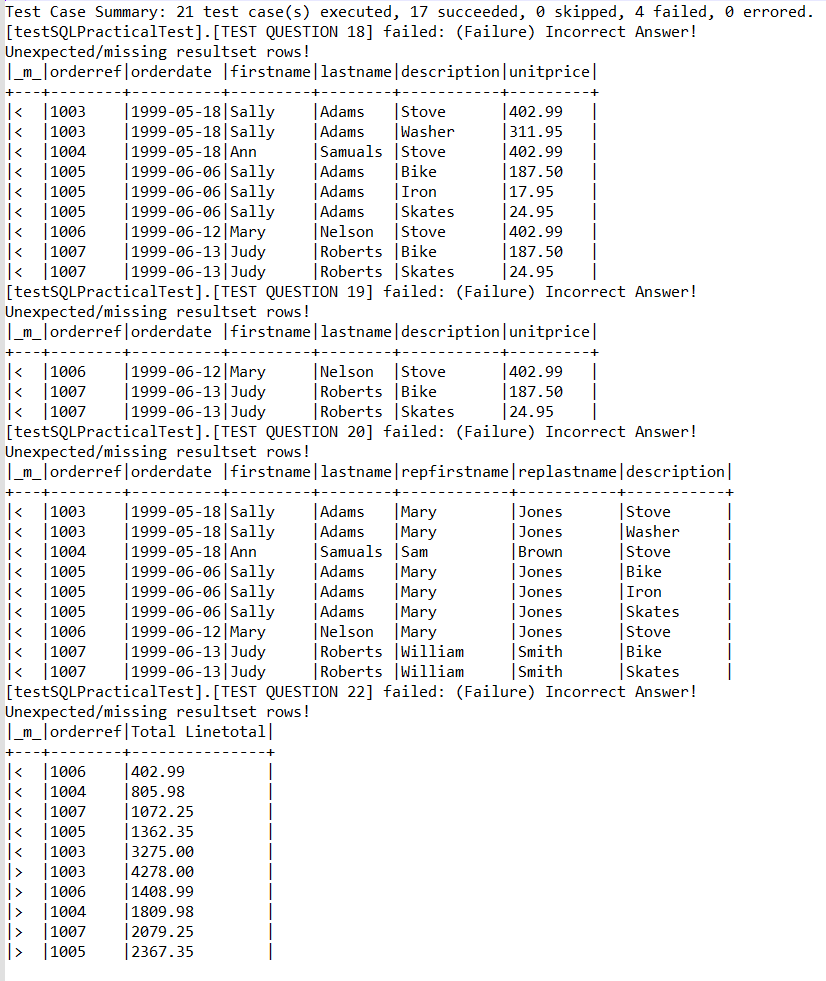 Test Case Summary: 21 test case(s) executed, 17 succeeded, 0 skipped, 4 failed, 0 errored.
[testSQLPracticalTest].[TEST QUESTION 18] failed: (Failure) Incorrect Answer!
Unexpected/missing resultset rows!
|_m_|orderref|orderdate |firstname|lastname|description|unitprice|
+---+--------+----------+---------+--------+-----------+---------+
|<  |1003    |1999-05-18|Sally    |Adams   |Stove      |402.99   |
|<  |1003    |1999-05-18|Sally    |Adams   |Washer     |311.95   |
|<  |1004    |1999-05-18|Ann      |Samuals |Stove      |402.99   |
|<  |1005    |1999-06-06|Sally    |Adams   |Bike       |187.50   |
|<  |1005    |1999-06-06|Sally    |Adams   |Iron       |17.95    |
|<  |1005    |1999-06-06|Sally    |Adams   |Skates     |24.95    |
|<  |1006    |1999-06-12|Mary     |Nelson  |Stove      |402.99   |
|<  |1007    |1999-06-13|Judy     |Roberts |Bike       |187.50   |
|<  |1007    |1999-06-13|Judy     |Roberts |Skates     |24.95    |
[testSQLPracticalTest].[TEST QUESTION 19] failed: (Failure) Incorrect Answer!
Unexpected/missing resultset rows!
|_m_|orderref|orderdate |firstname|lastname|description|unitprice|
+---+--------+----------+---------+--------+-----------+---------+
|<  |1006    |1999-06-12|Mary     |Nelson  |Stove      |402.99   |
|<  |1007    |1999-06-13|Judy     |Roberts |Bike       |187.50   |
|<  |1007    |1999-06-13|Judy     |Roberts |Skates     |24.95    |
[testSQLPracticalTest].[TEST QUESTION 20] failed: (Failure) Incorrect Answer!
Unexpected/missing resultset rows!
|_m_|orderref|orderdate |firstname|lastname|repfirstname|replastname|description|
+---+--------+----------+---------+--------+------------+-----------+-----------+
|<  |1003    |1999-05-18|Sally    |Adams   |Mary        |Jones      |Stove      |
|<  |1003    |1999-05-18|Sally    |Adams   |Mary        |Jones      |Washer     |
|<  |1004    |1999-05-18|Ann      |Samuals |Sam         |Brown      |Stove      |
|<  |1005    |1999-06-06|Sally    |Adams   |Mary        |Jones      |Bike       |
|<  |1005    |1999-06-06|Sally    |Adams   |Mary        |Jones      |Iron       |
|<  |1005    |1999-06-06|Sally    |Adams   |Mary        |Jones      |Skates     |
|<  |1006    |1999-06-12|Mary     |Nelson  |Mary        |Jones      |Stove      |
|<  |1007    |1999-06-13|Judy     |Roberts |William     |Smith      |Bike       |
|<  |1007    |1999-06-13|Judy     |Roberts |William     |Smith      |Skates     |
[testSQLPracticalTest].[TEST QUESTION 22] failed: (Failure) Incorrect Answer!
Unexpected/missing resultset rows!
|_m_|orderref|Total Linetotal|
+---+--------+---------------+
|<  |1006    |402.99         |
|<  |1004    |805.98         |
|<  |1007    |1072.25        |
|<  |1005    |1362.35        |
|<  |1003    |3275.00        |
|>  |1003    |4278.00        |
|>  |1006    |1408.99        |
|>  |1004    |1809.98        |
|>  |1007    |2079.25        |
|>  |1005    |2367.35        |